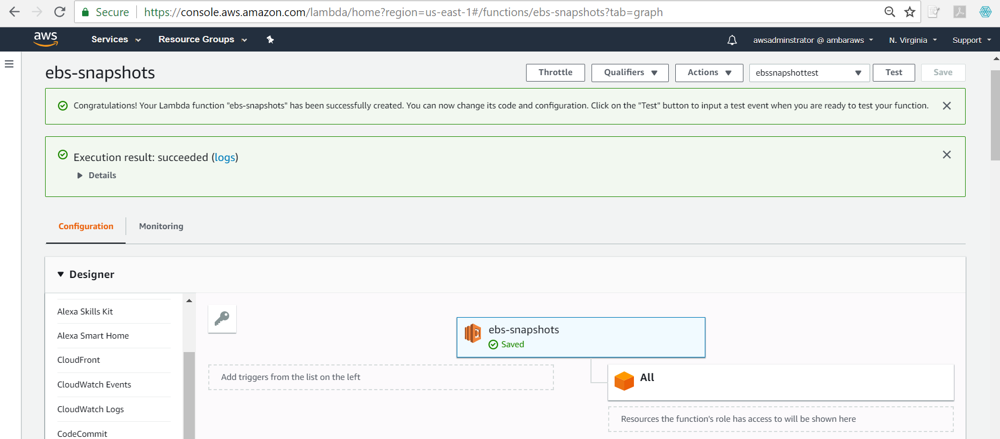 Secure https://console.aws.amazon.com/lambda/home?region=us-east-1#/functions/ebs-snapshots?tab=graph
aws Services Resource Groups awsadminstrator @ ambaraws N. Virginia Support
ebs-snapshots Throttle Qualifiers Actions ebssnapshottest Test Save
Congratulations! Your Lambda function "ebs-snapshots" has been successfully created. You can now change its code and configuration. Click on the "Test" button to input a test event when you are ready to test your function.
Execution result: succeeded (logs)
Details
Configuration Monitoring
Designer
Alexa Skills Kit
Alexa Smart Home
CloudFront
CloudWatch Events
CloudWatch Logs
CodeCommit
ebs-snapshots
Saved
Add triggers from the list on the left
All
Resources the function's role has access to will be shown here